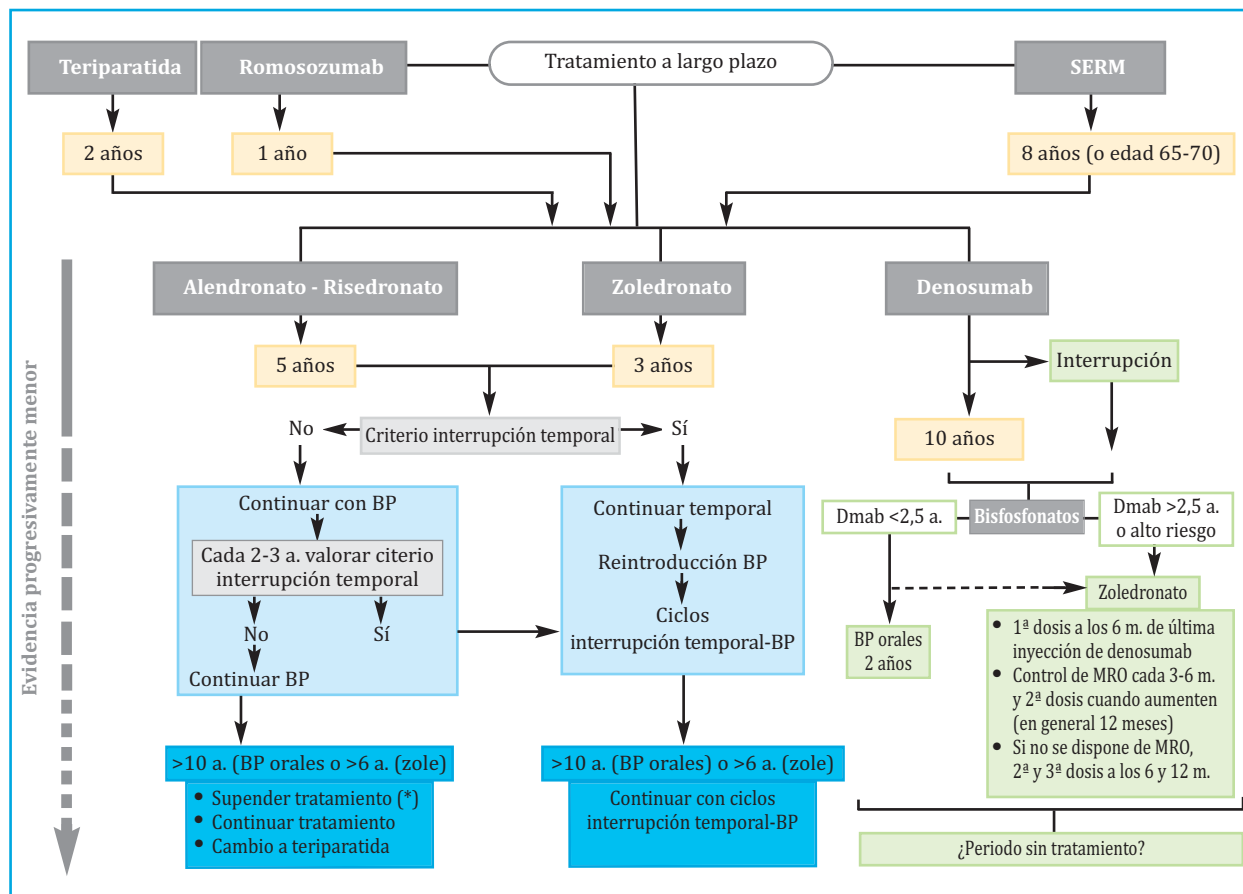 Tratamiento a largo plazo
Teriparatida
Romosozumab
SERM
2 años
1 año
8 años (o edad 65-70)
Evidencia progresivamente menor
Alendronato - Risedronato
Zoledronato
Denosumab
5 años
3 años
Interrupción
10 años
No
Criterio interrupción temporal
Sí
Continuar con BP
Cada 2-3 a. valorar criterio
interrupción temporal
No
Sí
Continuar BP
Continuar temporal
Reintroducción BP
Ciclos
interrupción temporal-BP
Dmab <2,5 a.
Bisfosfonatos
Dmab >2,5 a.
o alto riesgo
BP orales
2 años
Zoledronato
• 1ª dosis a los 6 m. de última
inyección de denosumab
• Control de MRO cada 3-6 m.
y 2ª dosis cuando aumenten
(en general 12 meses)
• Si no se dispone de MRO,
2ª y 3ª dosis a los 6 y 12 m.
>10 a. (BP orales o >6 a. (zole)
• Supender tratamiento (*)
• Continuar tratamiento
• Cambio a teriparatida
>10 a. (BP orales) o >6 a. (zole)
Continuar con ciclos
interrupción temporal-BP
¿Periodo sin tratamiento?